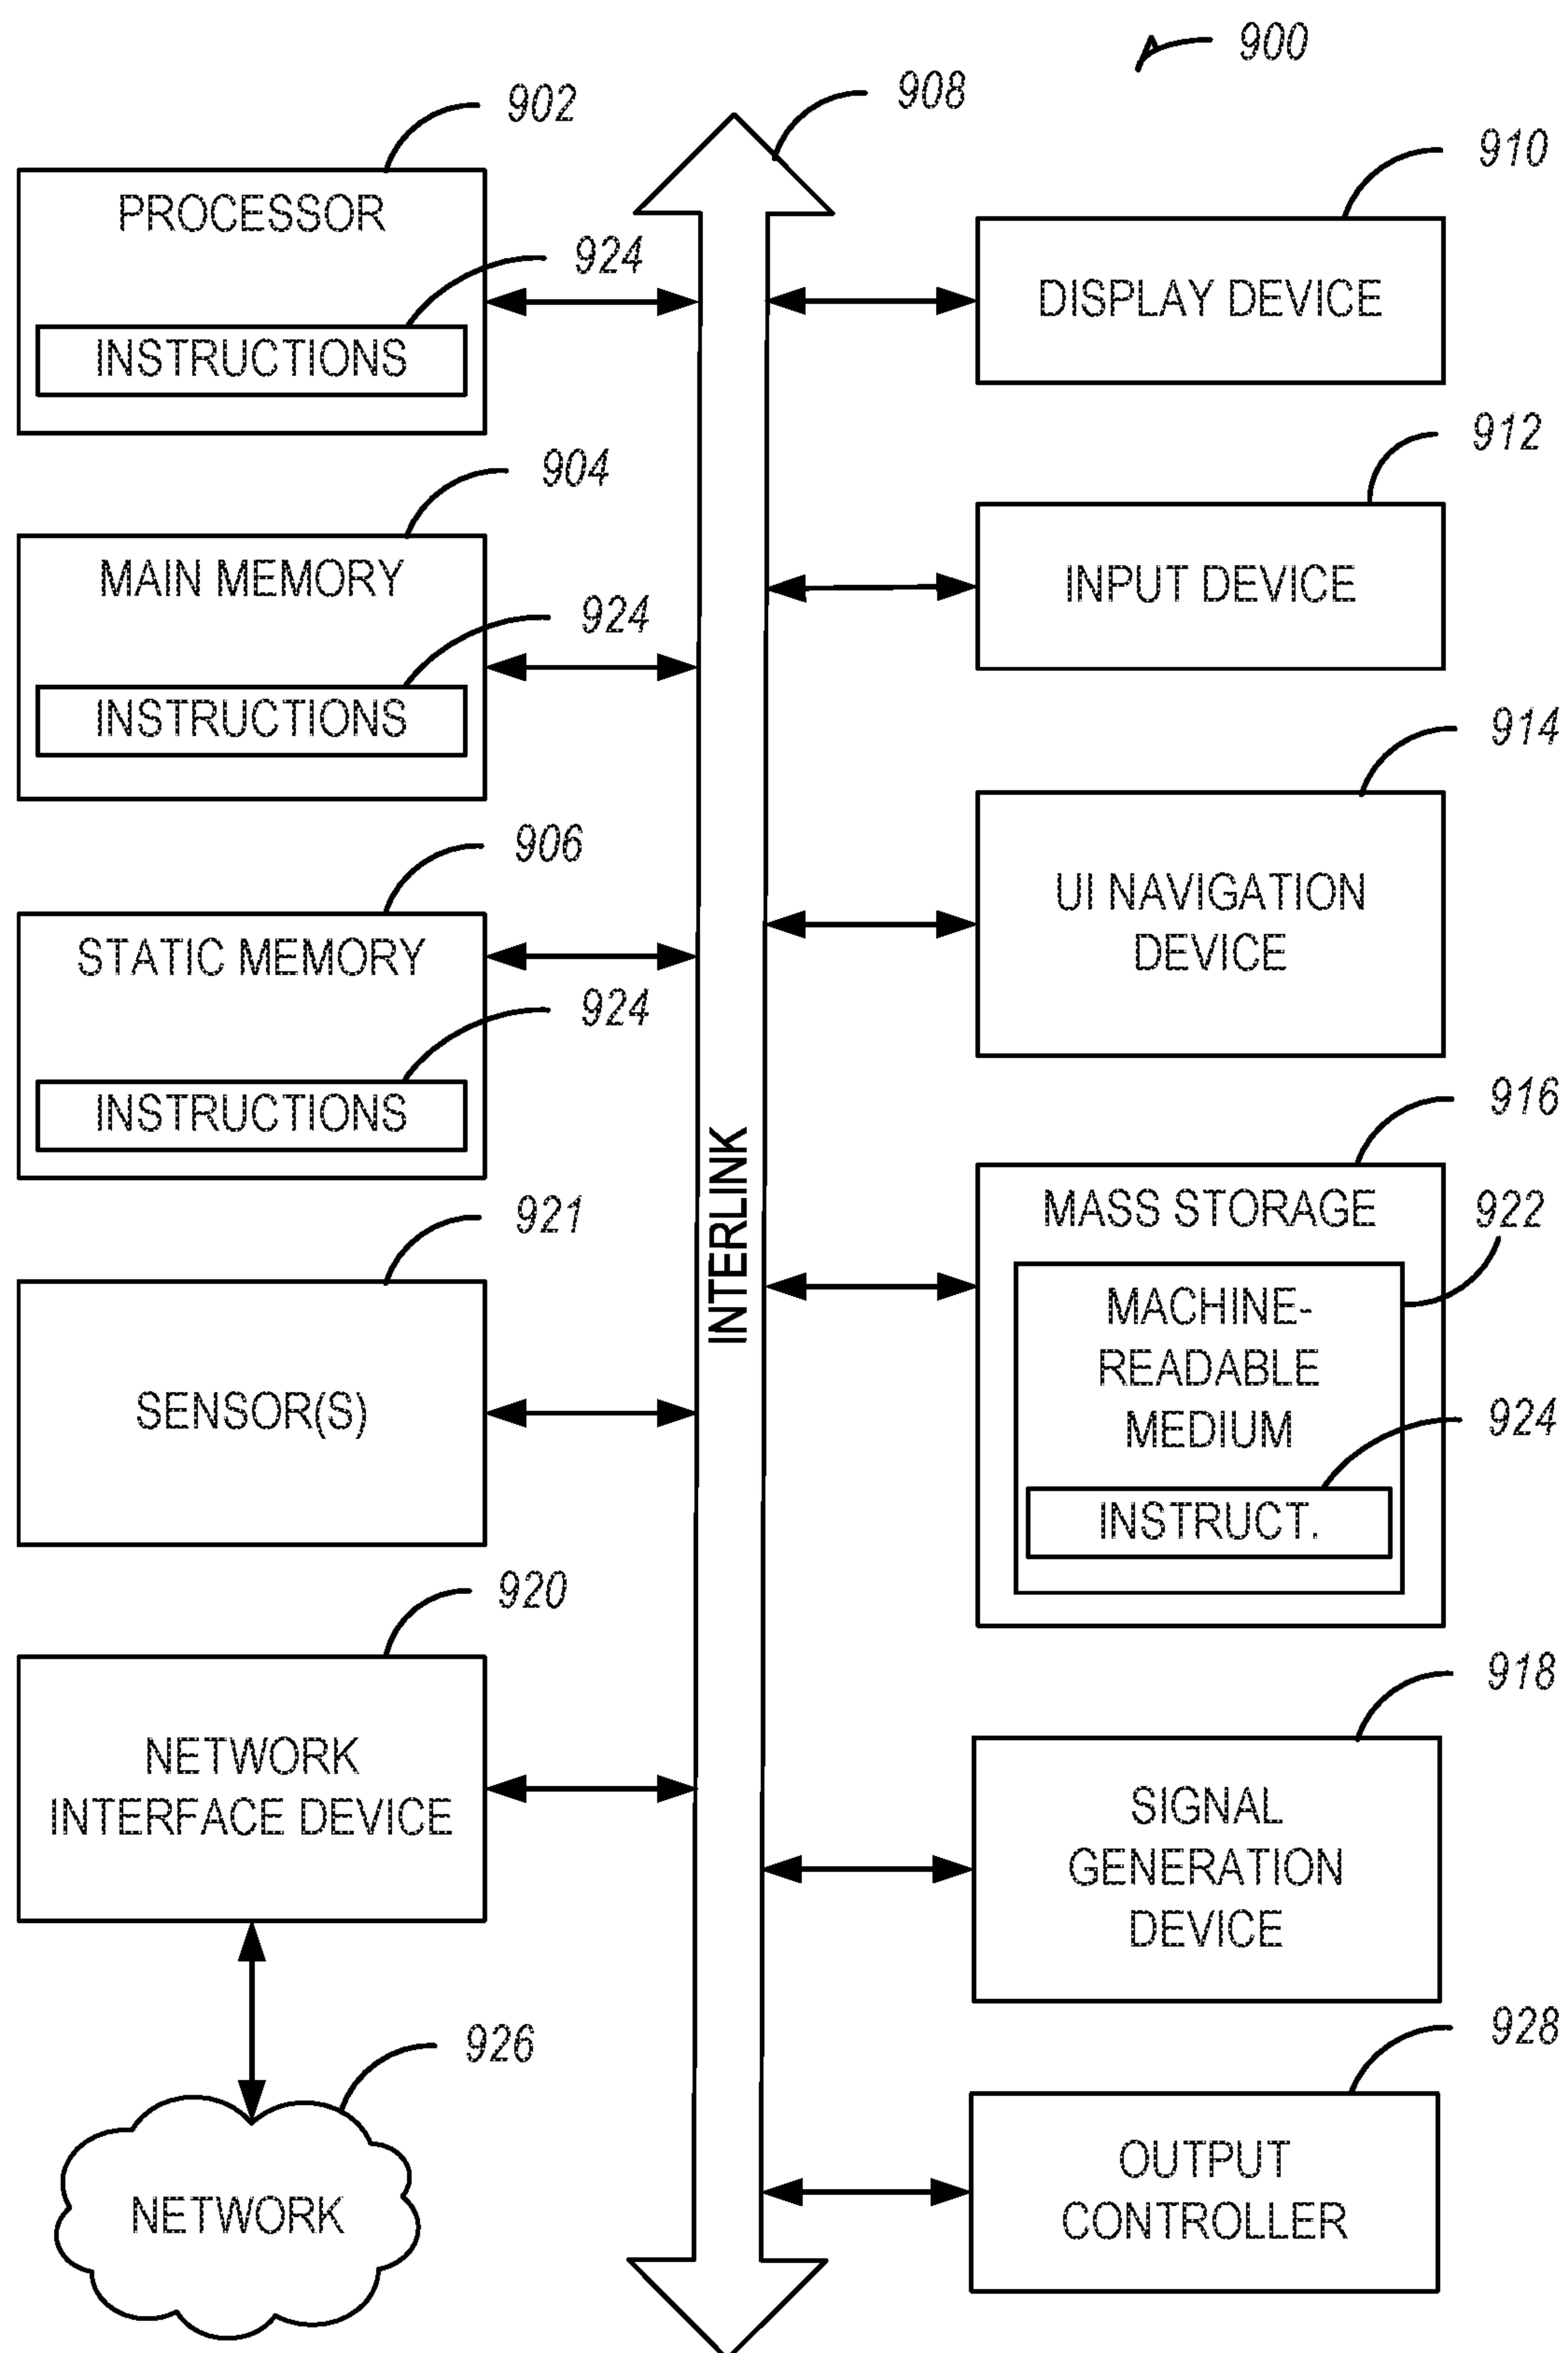 900
908
902
PROCESSOR
924
INSTRUCTIONS
904
MAIN MEMORY
924
INSTRUCTIONS
906
STATIC MEMORY
924
INSTRUCTIONS
921
SENSOR(S)
920
NETWORK
INTERFACE DEVICE
926
NETWORK
INTERLINK
910
DISPLAY DEVICE
912
INPUT DEVICE
914
UI NAVIGATION
DEVICE
916
MASS STORAGE
922
MACHINE-
READABLE
MEDIUM
924
INSTRUCT.
918
SIGNAL
GENERATION
DEVICE
928
OUTPUT
CONTROLLER